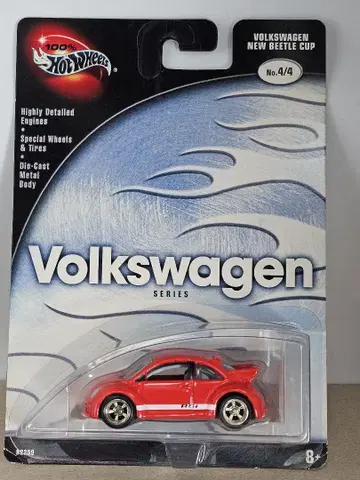 100%
Hot Wheels
VOLKSWAGEN
NEW BEETLE CUP
No.4/4
Highly Detailed
Engines
•
Special Wheels
& Tires
•
Die-Cast
Metal
Body
Volkswagen
SERIES
8+